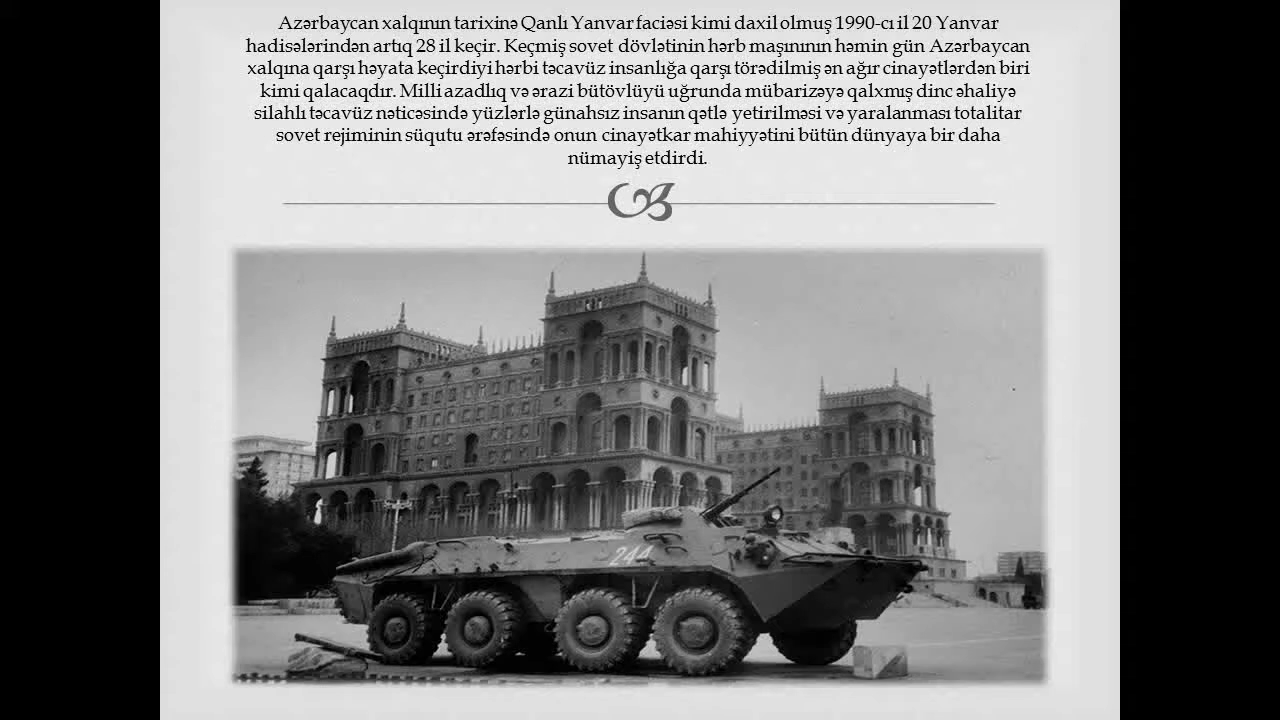 Azərbaycan xalqının tarixinə Qanlı Yanvar faciəsi kimi daxil olmuş 1990-cı il 20 Yanvar
hadisələrindən artıq 28 il keçir. Keçmiş sovet dövlətinin hərb maşınının həmin gün Azərbaycan
xalqına qarşı həyata keçirdiyi hərbi təcavüz insanlığa qarşı törədilmiş ən ağır cinayətlərdən biri
kimi qalacaqdır. Milli azadlıq və ərazi bütövlüyü uğrunda mübarizəyə qalxmış dinc əhaliyə
silahlı təcavüz nəticəsində yüzlərlə günahsız insanın qətlə yetirilməsi və yaralanması totalitar
sovet rejiminin süqutu ərəfəsində onun cinayətkar mahiyyətini bütün dünyaya bir daha
nümayiş etdirdi.
244